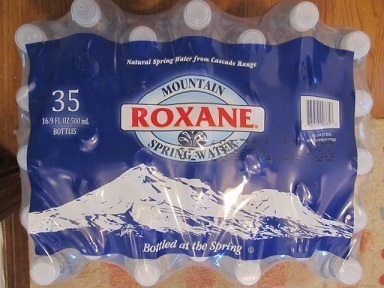 Natural Spring Water from Cascade Range
MOUNTAIN
ROXANE®
SPRING WATER
35
16.9 FL OZ 500 mL
BOTTLES
Bottled at the Spring